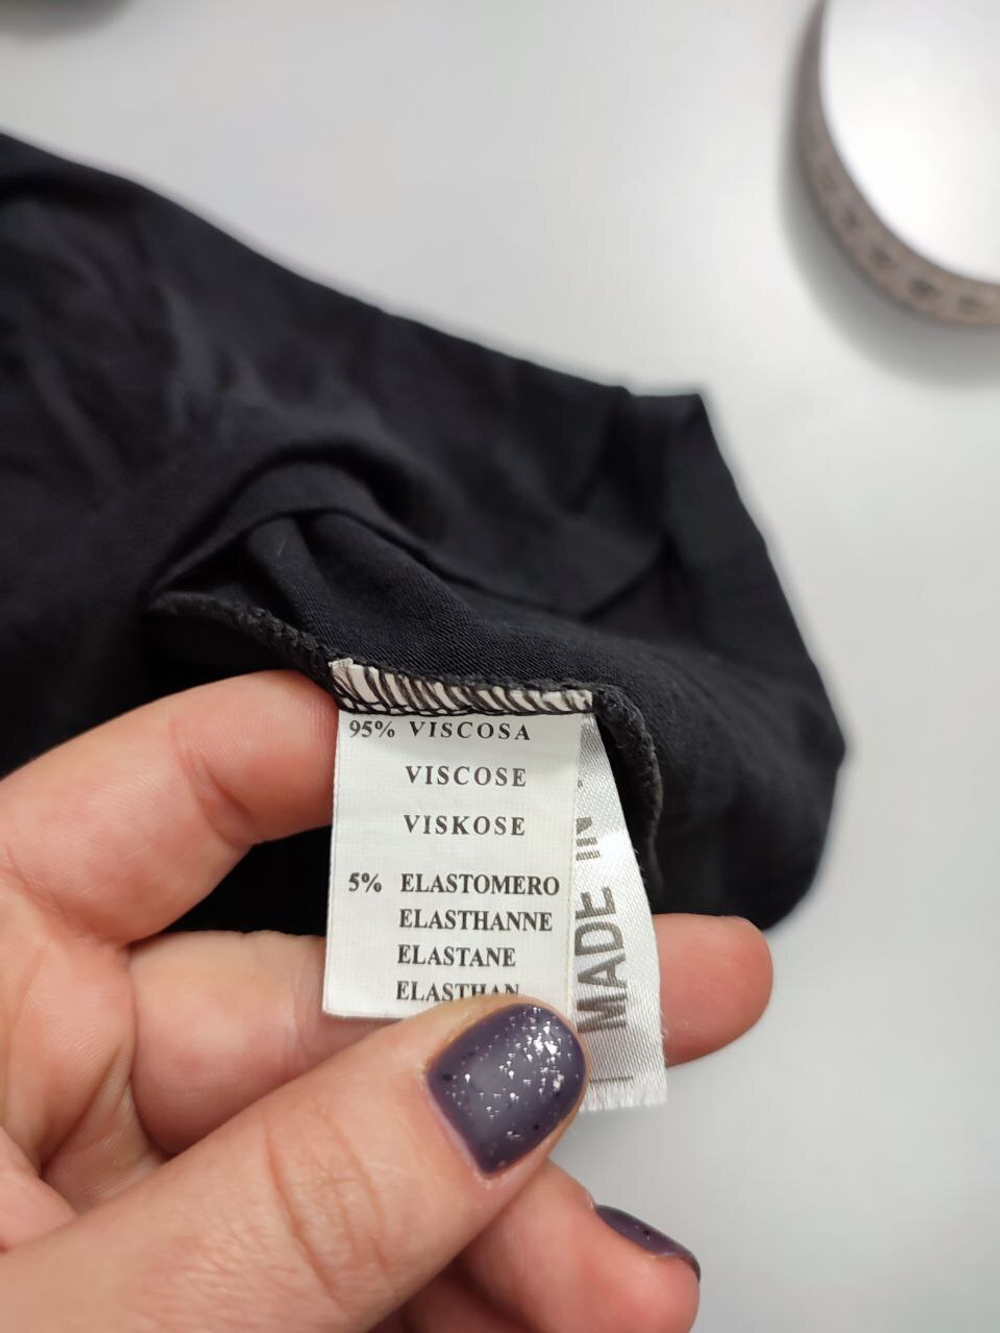 95% VISCOSA
VISCOSE
VISKOSE
5% ELASTOMERO
ELASTHANNE
ELASTANE
ELASTHAN
MADE IN